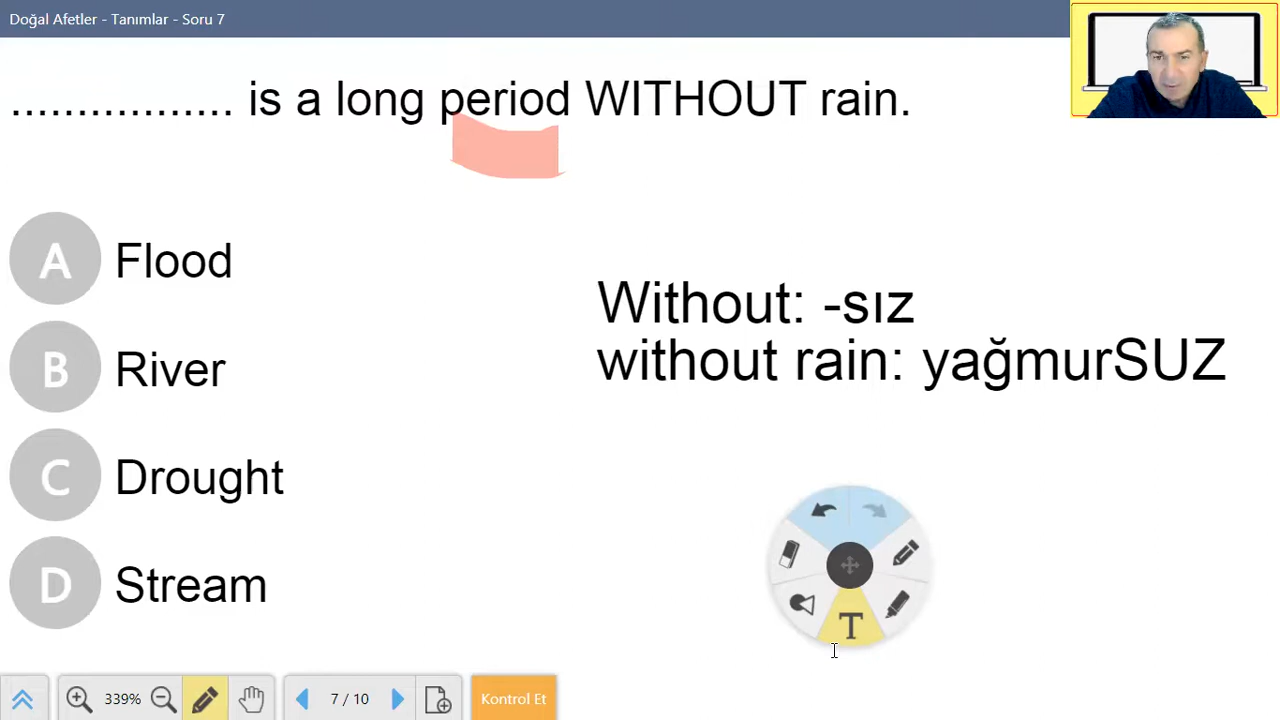 Doğal Afetler - Tanımlar - Soru 7
................. is a long period WITHOUT rain.
A Flood
B River
C Drought
D Stream
Without: -sız
without rain: yağmurSUZ
T
339%
7 / 10
Kontrol Et